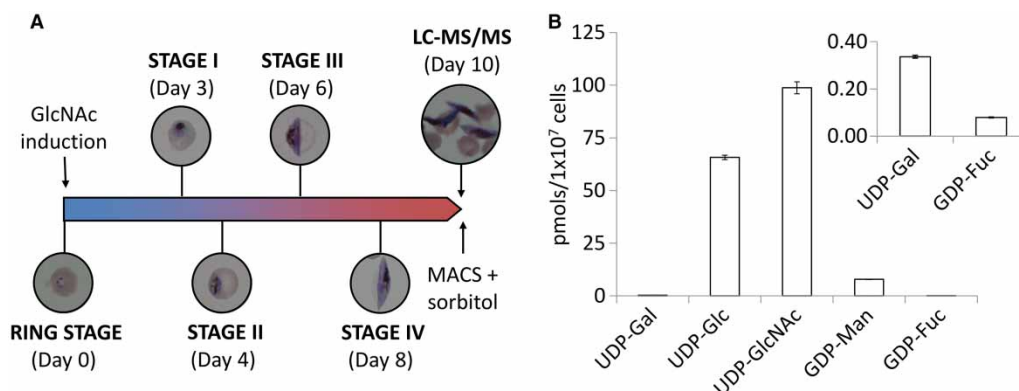 A
STAGE I
(Day 3)
STAGE III
(Day 6)
LC-MS/MS
(Day 10)
GlcNAc
induction
MACS +
sorbitol
RING STAGE
(Day 0)
STAGE II
(Day 4)
STAGE IV
(Day 8)
B
pmols/1x10⁷ cells
125
100
75
50
25
0
UDP-Gal
UDP-Glc
UDP-GlcNAc
GDP-Man
GDP-Fuc
0.40
0.20
0.00
UDP-Gal
GDP-Fuc